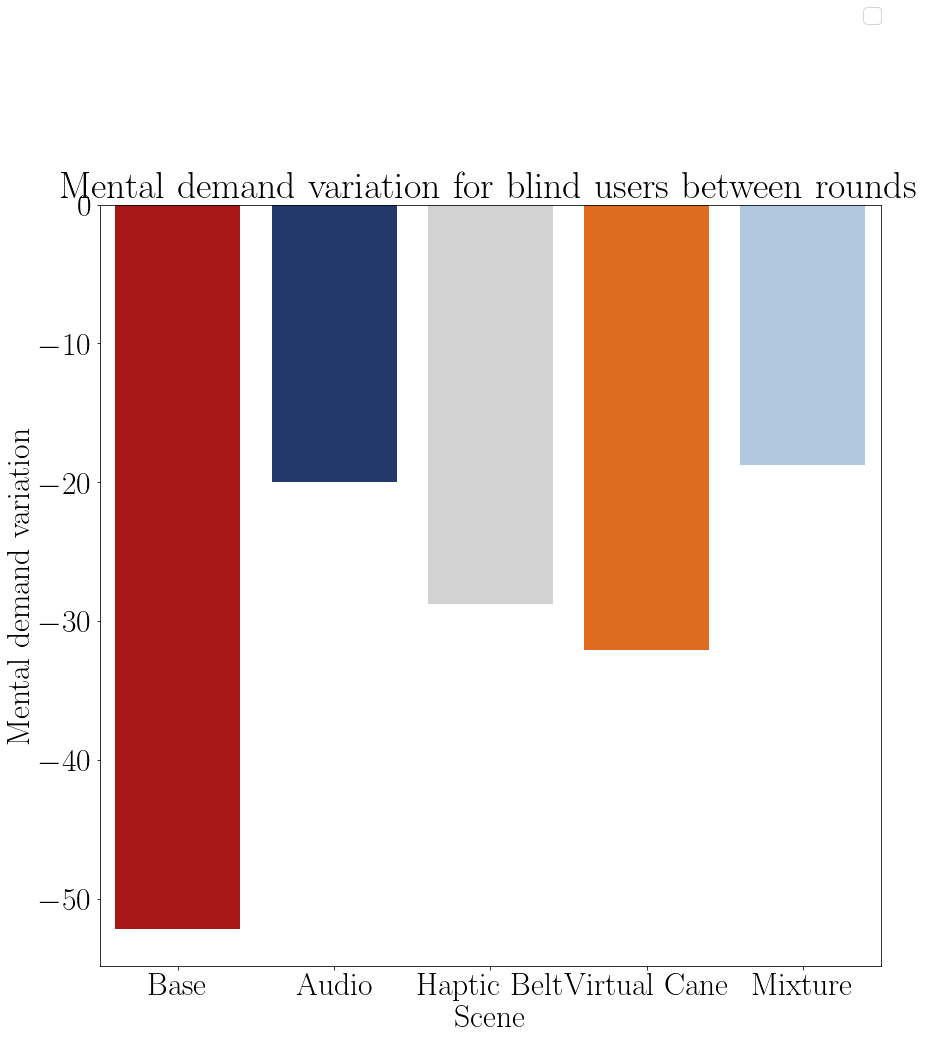 Mental demand variation for blind users between rounds
0
−10
−20
−30
−40
−50
Mental demand variation
Base Audio Haptic Belt Virtual Cane Mixture
Scene